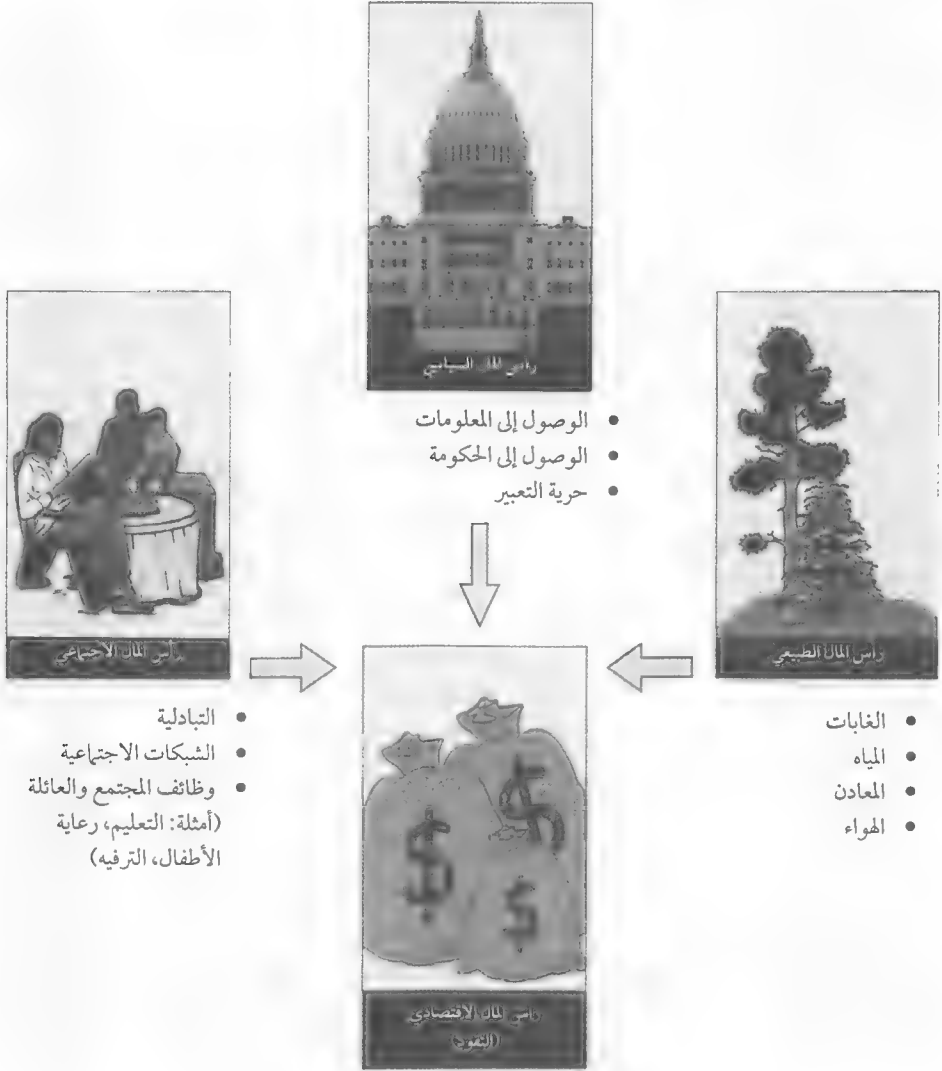 رأس المال السياسي
الوصول إلى المعلومات
الوصول إلى الحكومة
حرية التعبير
رأس المال الطبيعي
الغابات
المياه
المعادن
الهواء
رأس المال الاجتماعي
التبادلية
الشبكات الاجتماعية
وظائف المجتمع والعائلة
(أمثلة: التعليم، رعاية
الأطفال، الترفيه)
رأس المال الاقتصادي
(النقود)